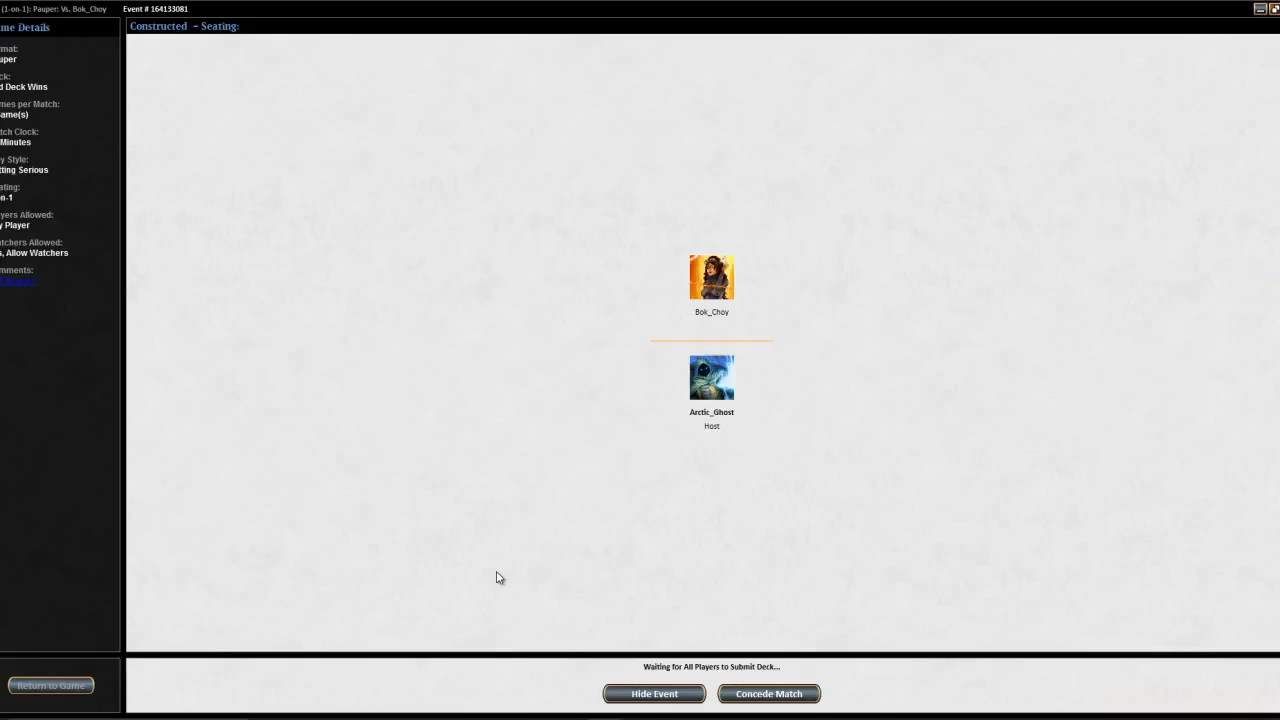 (1-on-1): Pauper: Vs. Bok_Choy Event # 164133081
me Details
Constructed - Seating:
rmat:
uper
ck:
d Deck Wins
mes per Match:
ame(s)
tch Clock:
Minutes
y Style:
tting Serious
ating:
n-1
yers Allowed:
y Player
tchers Allowed:
s, Allow Watchers
mments:
Bok_Choy
Arctic_Ghost
Host
Waiting for All Players to Submit Deck...
Return to Game
Hide Event
Concede Match